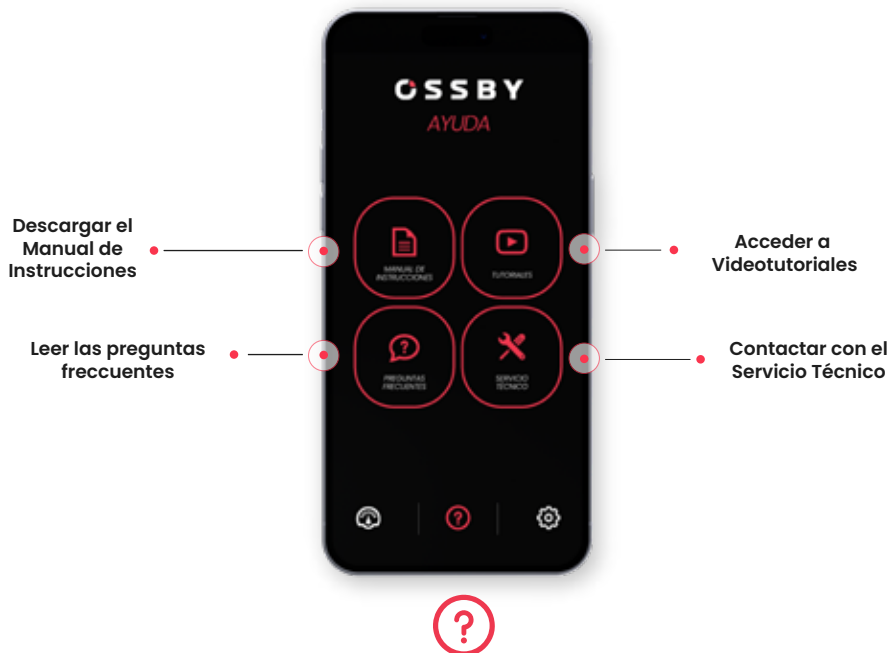 OSSBY
AYUDA
Descargar el
Manual de
Instrucciones
MANUAL DE
INSTRUCCIONES
TUTORIALES
Acceder a
Videotutoriales
Leer las preguntas
freccuentes
PREGUNTAS
FRECUENTES
SERVICIO
TÉCNICO
Contactar con el
Servicio Técnico